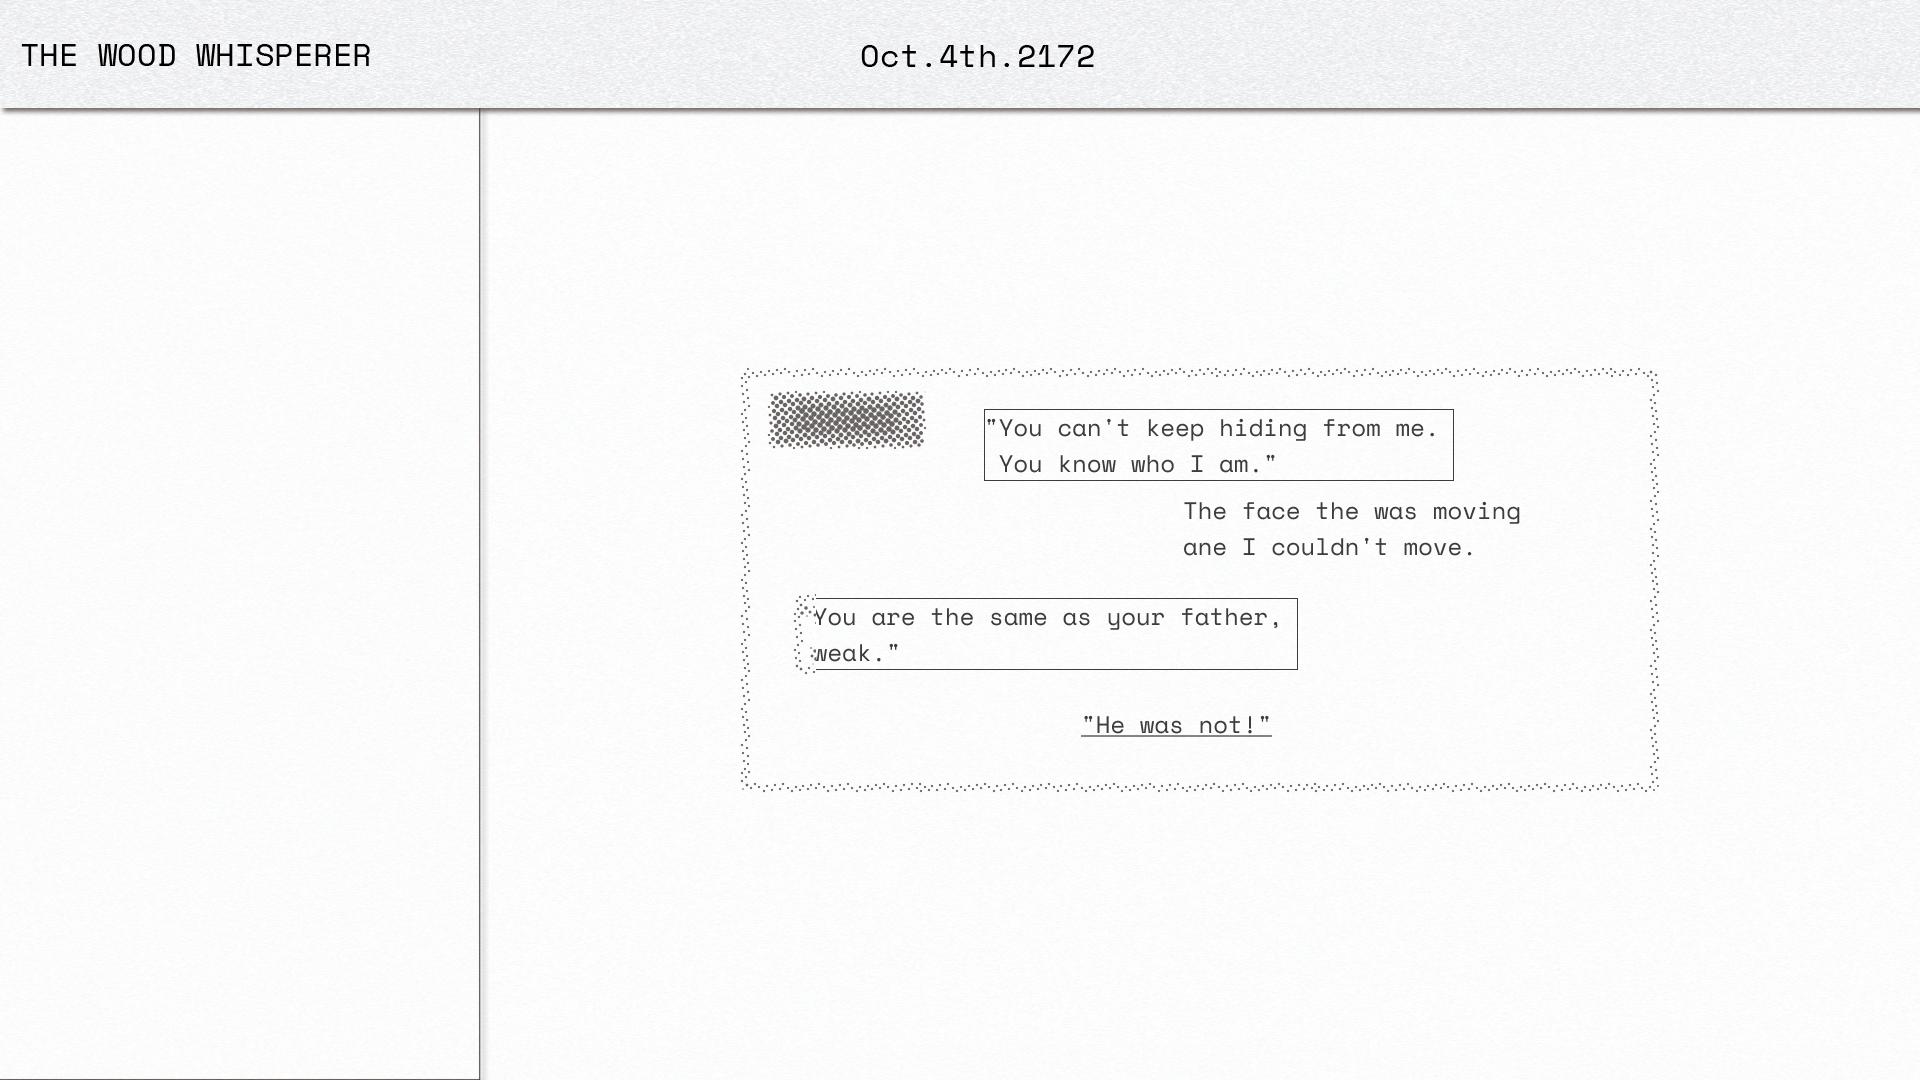 THE WOOD WHISPERER
Oct.4th.2172
"You can't keep hiding from me.
You know who I am."
The face the was moving
ane I couldn't move.
You are the same as your father,
weak."
"He was not!"